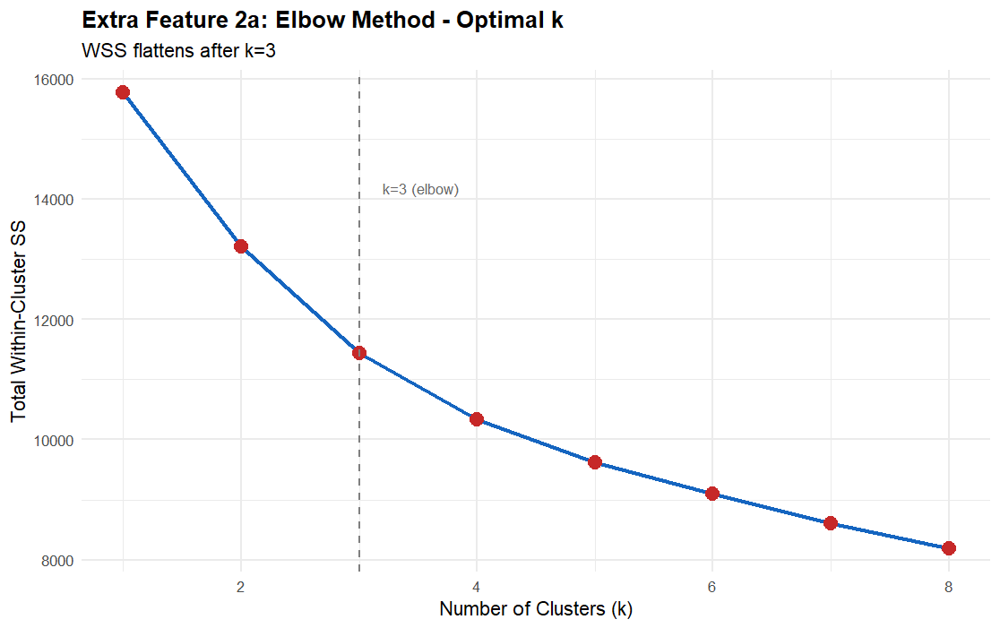 Extra Feature 2a: Elbow Method - Optimal k
WSS flattens after k=3
16000
14000
12000
10000
8000
Total Within-Cluster SS
k=3 (elbow)
2 4 6 8
Number of Clusters (k)